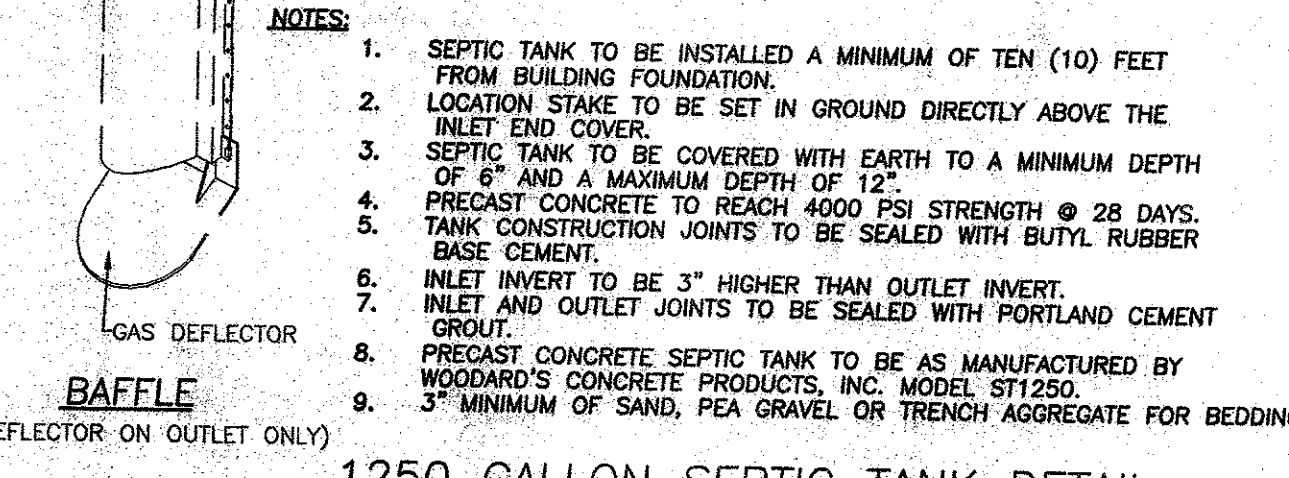 NOTES:
1. SEPTIC TANK TO BE INSTALLED A MINIMUM OF TEN (10) FEET
FROM BUILDING FOUNDATION.
2. LOCATION STAKE TO BE SET IN GROUND DIRECTLY ABOVE THE
INLET END COVER.
3. SEPTIC TANK TO BE COVERED WITH EARTH TO A MINIMUM DEPTH
OF 6" AND A MAXIMUM DEPTH OF 12".
4. PRECAST CONCRETE TO REACH 4000 PSI STRENGTH @ 28 DAYS.
5. TANK CONSTRUCTION JOINTS TO BE SEALED WITH BUTYL RUBBER
BASE CEMENT.
6. INLET INVERT TO BE 3" HIGHER THAN OUTLET INVERT.
7. INLET AND OUTLET JOINTS TO BE SEALED WITH PORTLAND CEMENT
GROUT.
8. PRECAST CONCRETE SEPTIC TANK TO BE AS MANUFACTURED BY
WOODARD'S CONCRETE PRODUCTS, INC. MODEL ST1250.
9. 3" MINIMUM OF SAND, PEA GRAVEL OR TRENCH AGGREGATE FOR BEDDING
GAS DEFLECTOR
BAFFLE
EFLECTOR ON OUTLET ONLY)
1250 GALLON SEPTIC TANK DETAIL